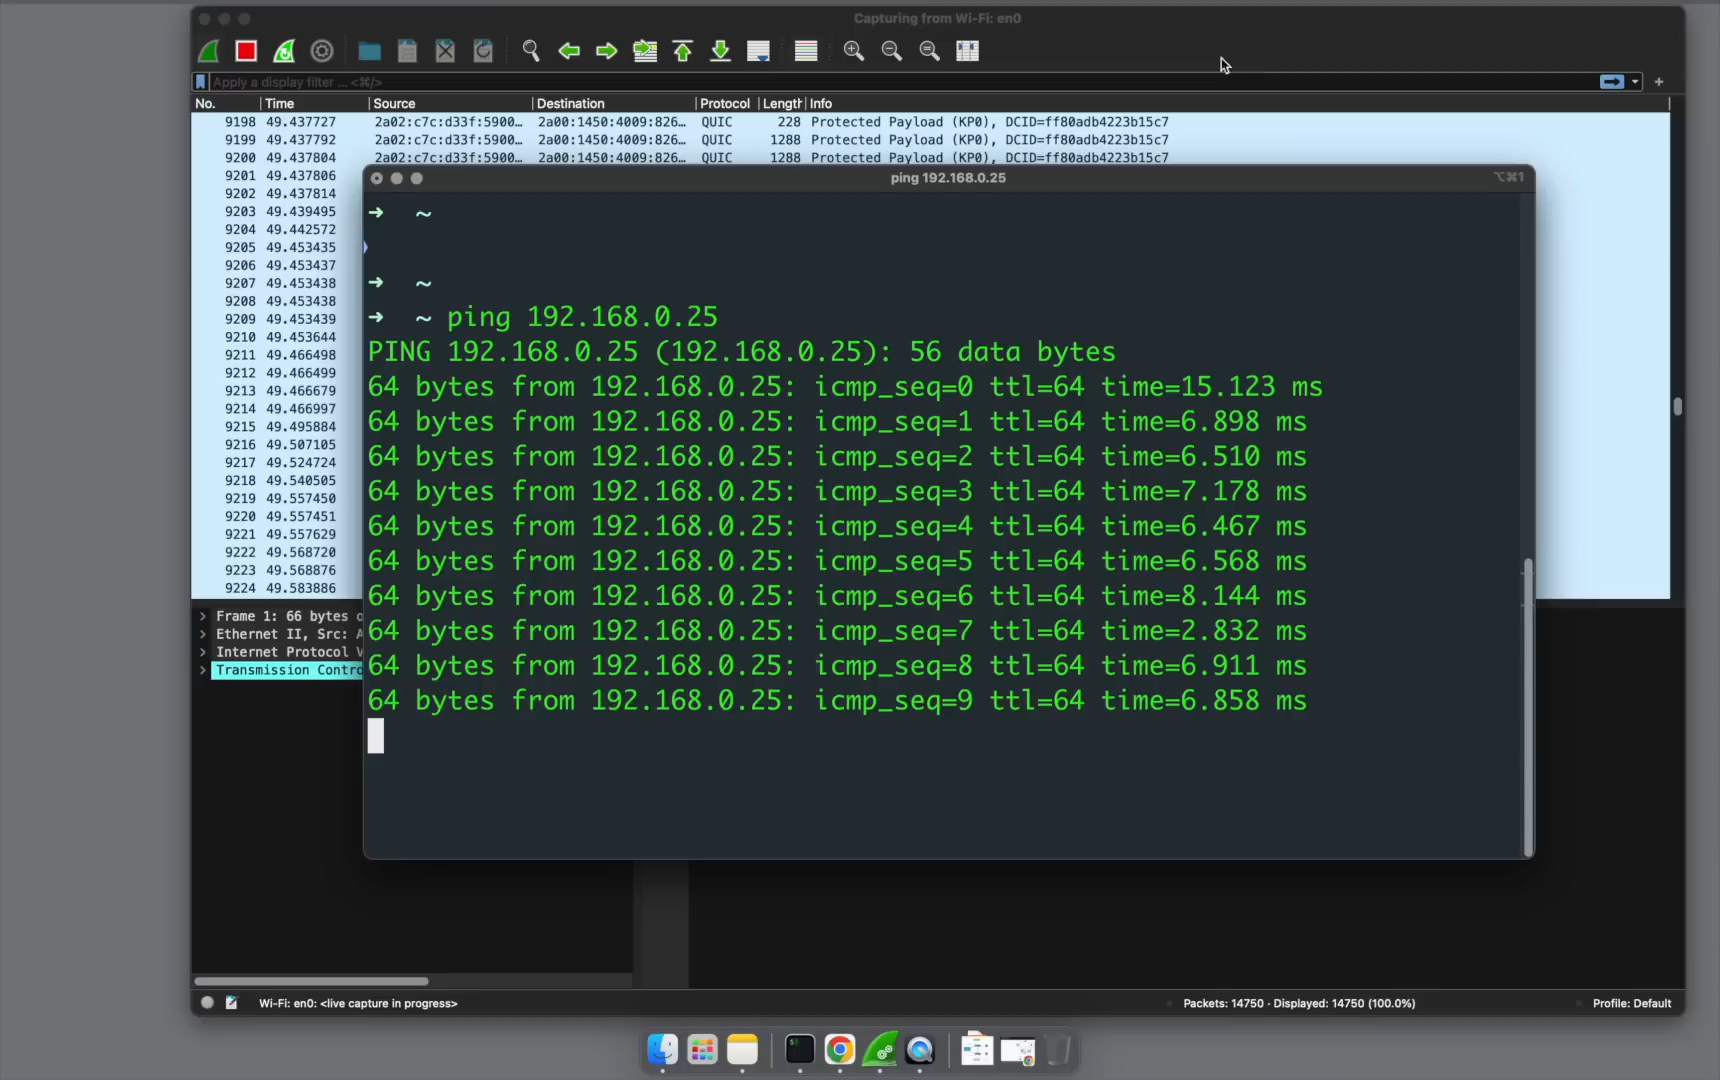 Capturing from Wi-Fi: en0
Apply a display filter ... <⌘/>
No. Time Source Destination Protocol Length Info
9198 49.437727 2a02:c7c:d33f:5900… 2a00:1450:4009:826… QUIC 228 Protected Payload (KP0), DCID=ff80adb4223b15c7
9199 49.437792 2a02:c7c:d33f:5900… 2a00:1450:4009:826… QUIC 1288 Protected Payload (KP0), DCID=ff80adb4223b15c7
9200 49.437804 2a02:c7c:d33f:5900… 2a00:1450:4009:826… QUIC 1288 Protected Payload (KP0), DCID=ff80adb4223b15c7
9201 49.437806
9202 49.437814
9203 49.439495
9204 49.442572
9205 49.453435
9206 49.453437
9207 49.453438
9208 49.453438
9209 49.453439
9210 49.453644
9211 49.466498
9212 49.466499
9213 49.466679
9214 49.466997
9215 49.495884
9216 49.507105
9217 49.524724
9218 49.540505
9219 49.557450
9220 49.557451
9221 49.557629
9222 49.568720
9223 49.568876
9224 49.583886
Frame 1: 66 bytes
Ethernet II, Src: A
Internet Protocol V
Transmission Contro
ping 192.168.0.25
⌥⌘1
➜ ~
➜ ~
➜ ~ ping 192.168.0.25
PING 192.168.0.25 (192.168.0.25): 56 data bytes
64 bytes from 192.168.0.25: icmp_seq=0 ttl=64 time=15.123 ms
64 bytes from 192.168.0.25: icmp_seq=1 ttl=64 time=6.898 ms
64 bytes from 192.168.0.25: icmp_seq=2 ttl=64 time=6.510 ms
64 bytes from 192.168.0.25: icmp_seq=3 ttl=64 time=7.178 ms
64 bytes from 192.168.0.25: icmp_seq=4 ttl=64 time=6.467 ms
64 bytes from 192.168.0.25: icmp_seq=5 ttl=64 time=6.568 ms
64 bytes from 192.168.0.25: icmp_seq=6 ttl=64 time=8.144 ms
64 bytes from 192.168.0.25: icmp_seq=7 ttl=64 time=2.832 ms
64 bytes from 192.168.0.25: icmp_seq=8 ttl=64 time=6.911 ms
64 bytes from 192.168.0.25: icmp_seq=9 ttl=64 time=6.858 ms
Wi-Fi: en0: <live capture in progress>
Packets: 14750 · Displayed: 14750 (100.0%)
Profile: Default